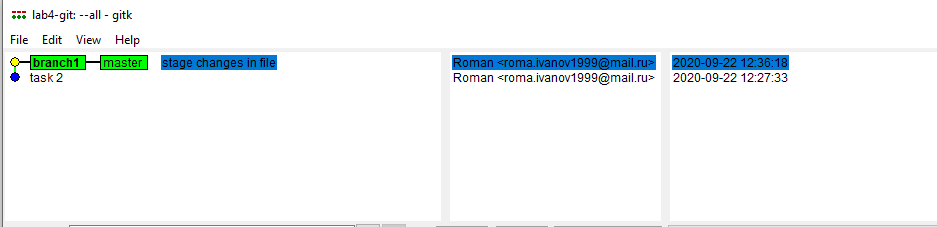 lab4-git: --all - gitk
File Edit View Help
branch1 master stage changes in file Roman <roma.ivanov1999@mail.ru> 2020-09-22 12:36:18
task 2 Roman <roma.ivanov1999@mail.ru> 2020-09-22 12:27:33